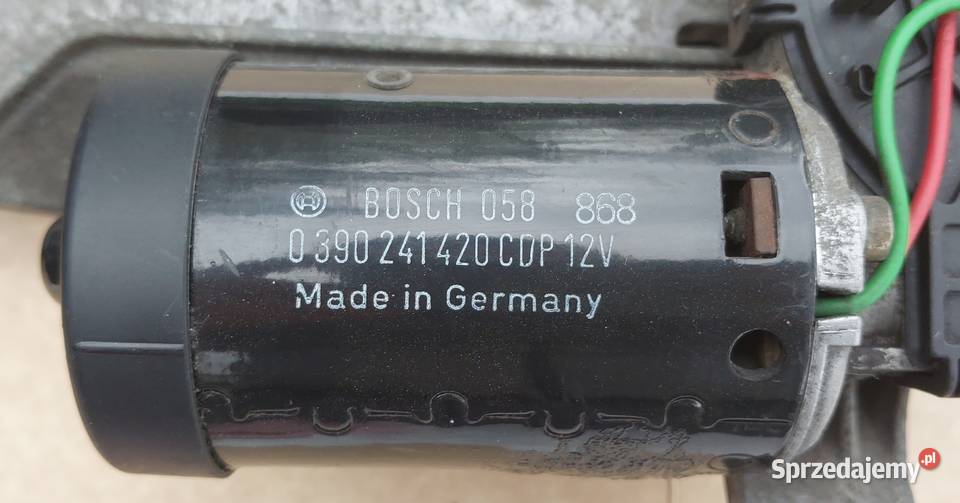 BOSCH 058 868
0 390 241 420 CDP 12V
Made in Germany
Sprzedajemy.pl